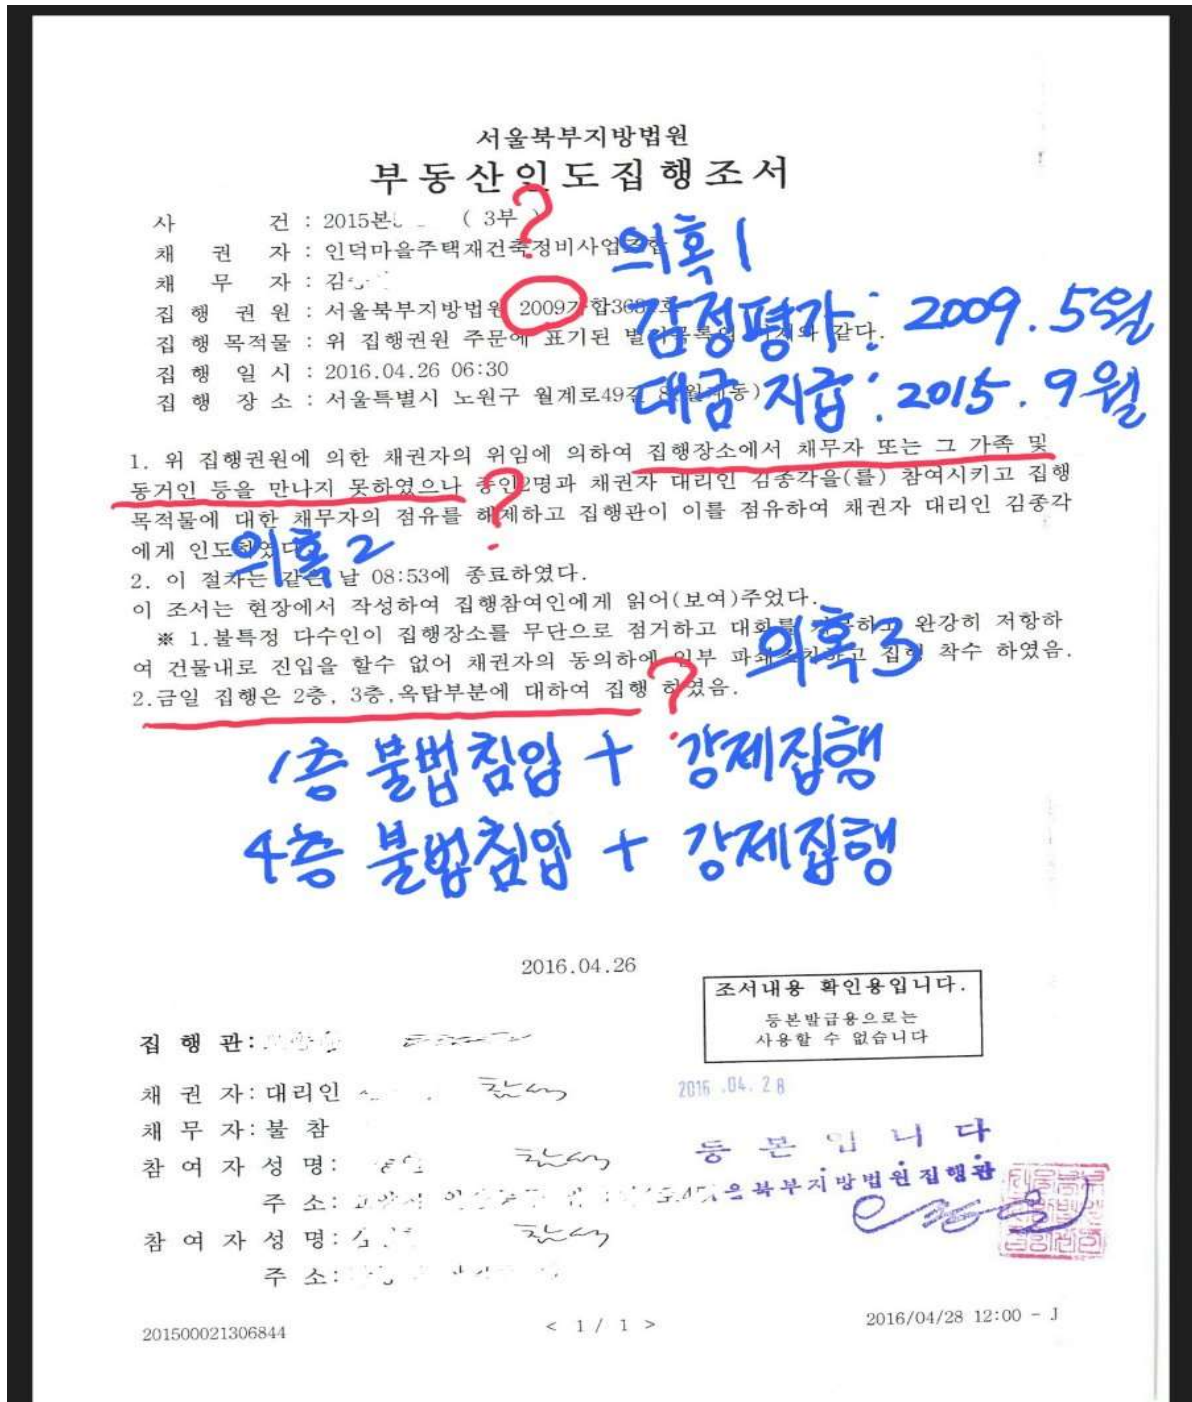 서울북부지방법원
부동산인도집행조서
사 건 : 2015본 ( 3부 )
?
채 권 자 : 인덕마을주택재건축정비사업조합
의혹 1
채 무 자 : 김
집 행 권 원 : 서울북부지방법원 2009가합36
감정평가: 2009. 5월
집 행 목적물 : 위 집행권원 주문에 표기된 같다.
집 행 일 시 : 2016.04.26 06:30
대금 지급: 2015. 9월
집 행 장 소 : 서울특별시 노원구 월계로49길
1. 위 집행권원에 의한 채권자의 위임에 의하여 집행장소에서 채무자 또는 그 가족 및
동거인 등을 만나지 못하였으나 증인2명과 채권자 대리인 김종각을(를) 참여시키고 집행
?
목적물에 대한 채무자의 점유를 해제하고 집행관이 이를 점유하여 채권자 대리인 김종각
에게 인도하였다
의혹 2
2. 이 절차는 같은 날 08:53에 종료하였다.
이 조서는 현장에서 작성하여 집행참여인에게 읽어(보여)주었다.
※ 1.불특정 다수인이 집행장소를 무단으로 점거하고 대화를 완강히 저항하
의혹 3
여 건물내로 진입을 할수 없어 채권자의 동의하에 일부 파쇄조치하고 집행 착수 하였음.
2.금일 집행은 2층, 3층,옥탑부분에 대하여 집행 하였음.
?
1층 불법침입 + 강제집행
4층 불법침입 + 강제집행
2016.04.26
조서내용 확인용입니다.
등본발급용으로는
사용할 수 없습니다
집 행 관:
채 권 자: 대리인
2016 .04. 28
채 무 자: 불 참
등 본 입 니 다
참 여 자 성 명:
주 소: 북부지방법원집행관
참 여 자 성 명:
주 소:
201500021306844
< 1 / 1 >
2016/04/28 12:00 - J